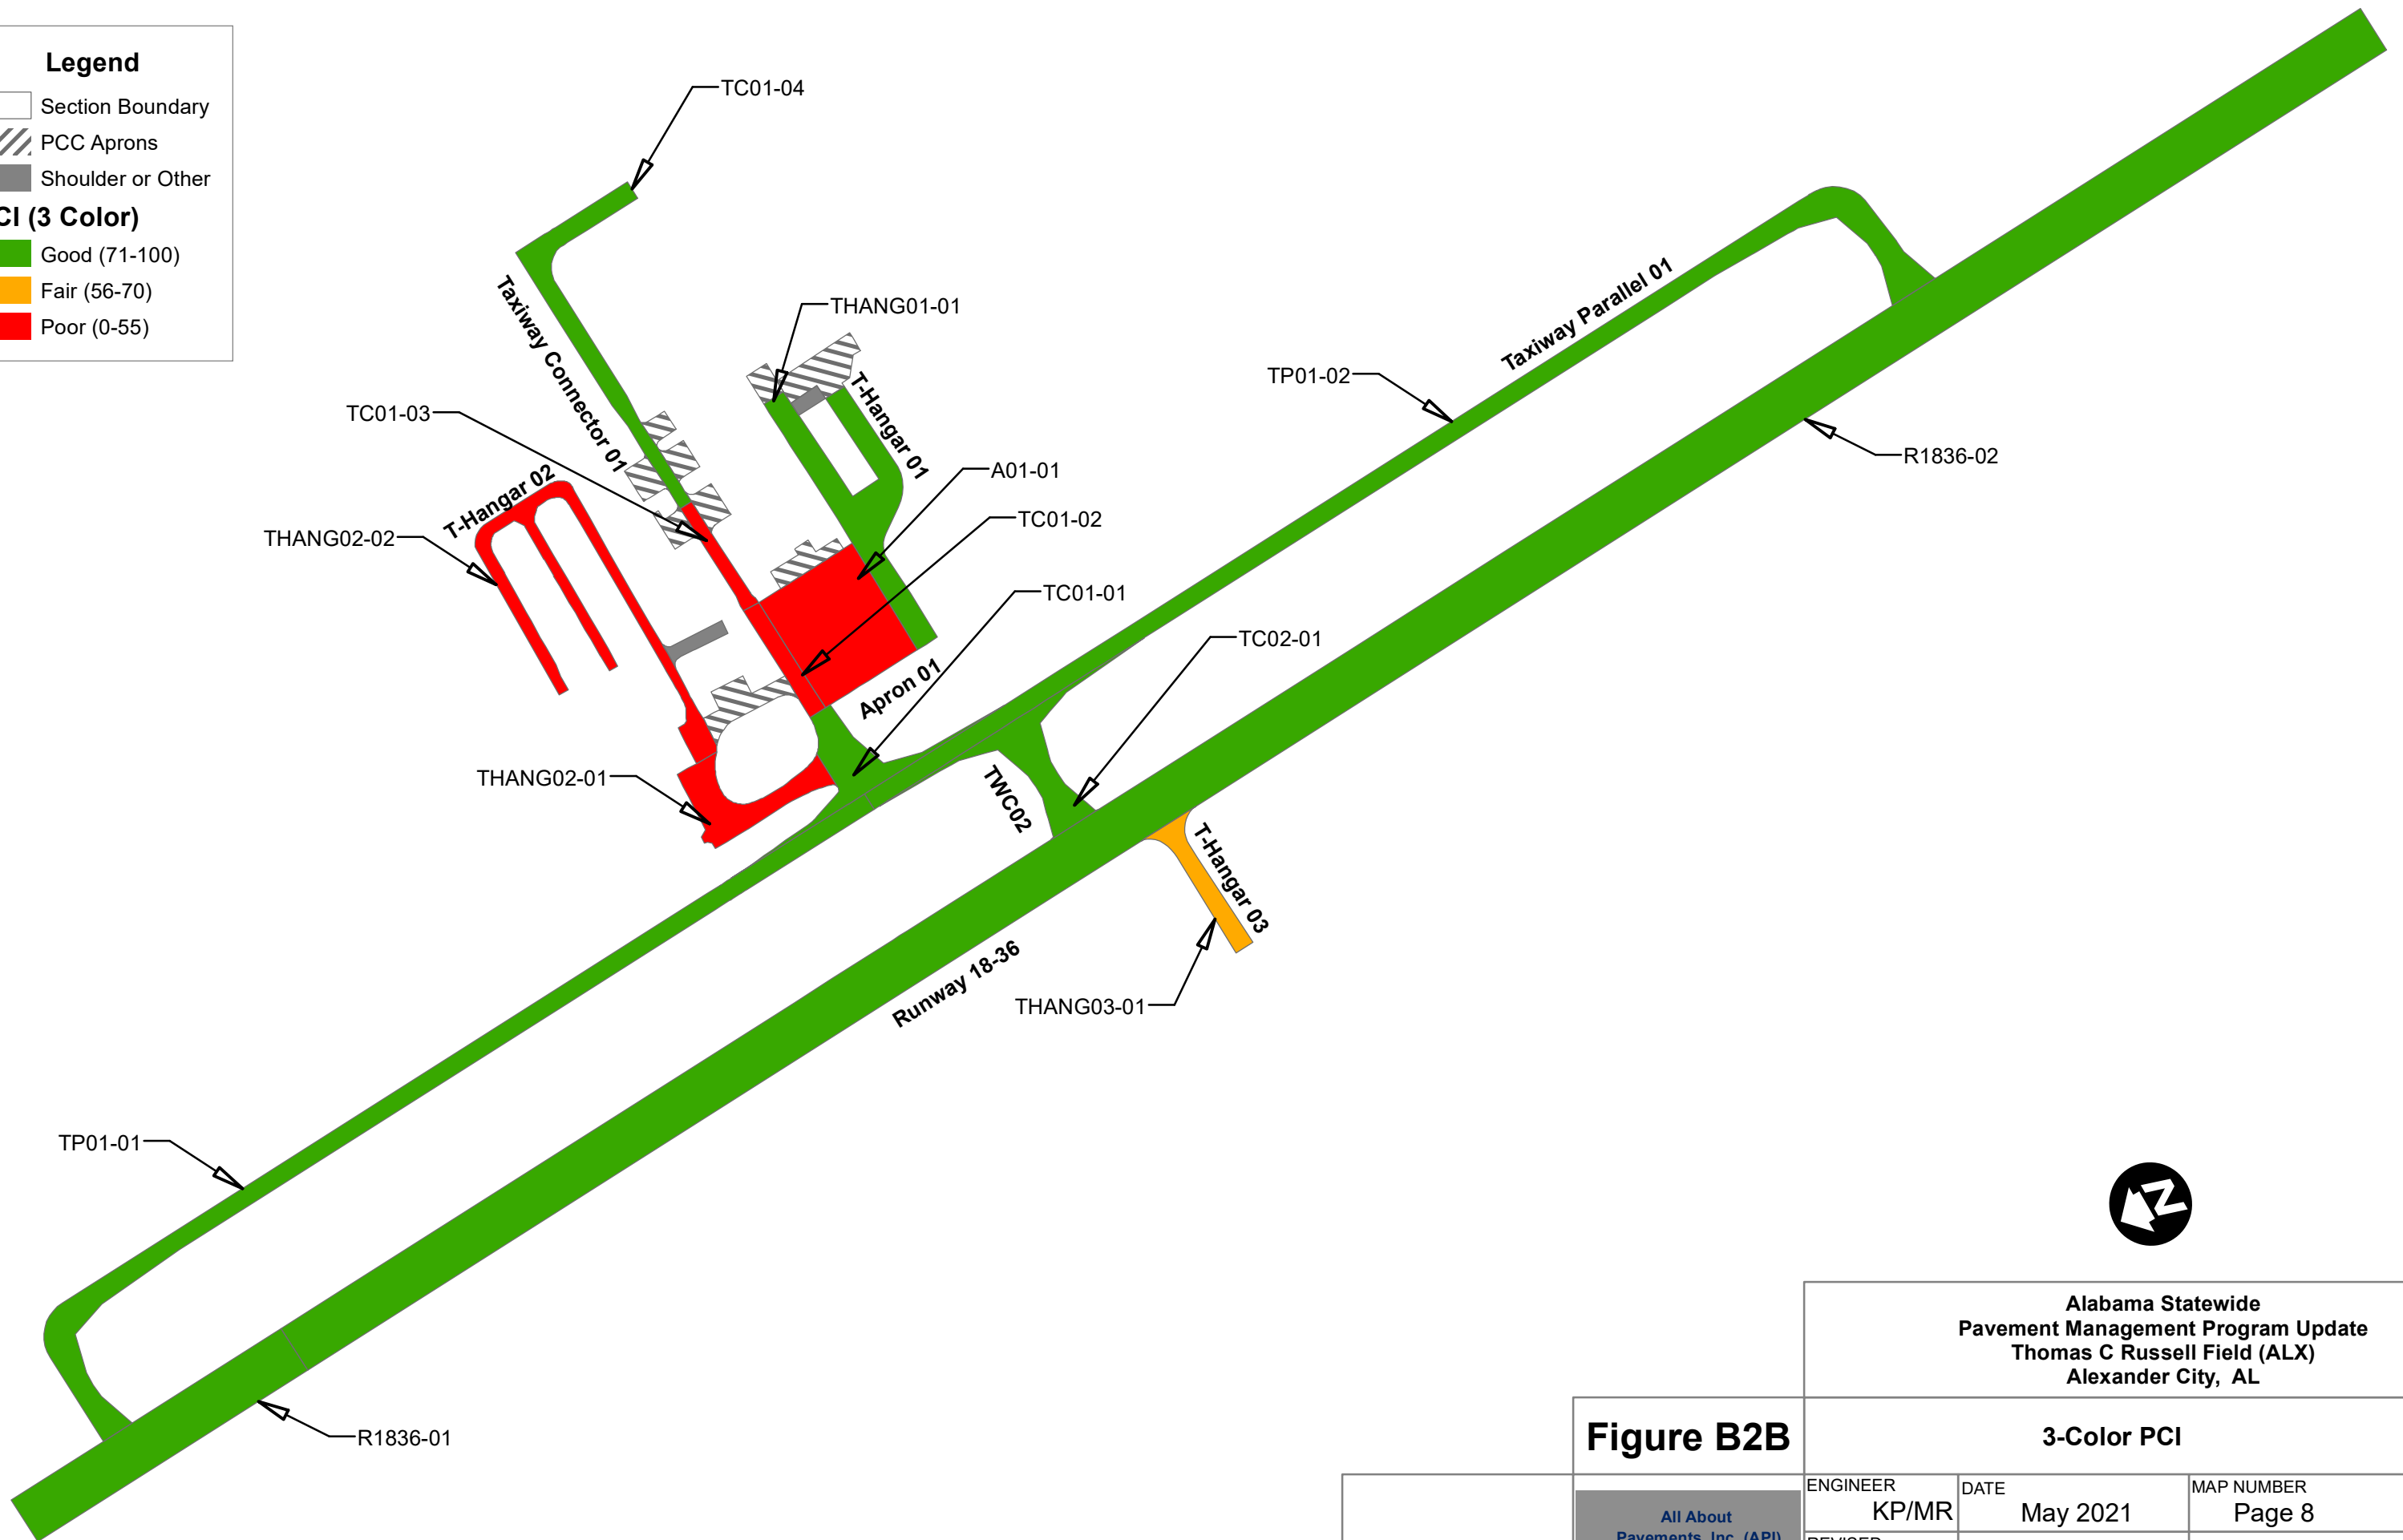 Legend
Section Boundary
PCC Aprons
Shoulder or Other
CI (3 Color)
Good (71-100)
Fair (56-70)
Poor (0-55)
TC01-04
THANG01-01
Taxiway Connector 01
T-Hangar 01
TC01-03
A01-01
T-Hangar 02
TC01-02
THANG02-02
TC01-01
Taxiway Parallel 01
TP01-02
R1836-02
TC02-01
Apron 01
THANG02-01
TWC02
T-Hangar 03
Runway 18-36
THANG03-01
TP01-01
R1836-01
N
Alabama Statewide
Pavement Management Program Update
Thomas C Russell Field (ALX)
Alexander City, AL
Figure B2B
3-Color PCI
ENGINEER
KP/MR
DATE
May 2021
MAP NUMBER
Page 8
All About
Pavements, Inc. (API)
REVISED